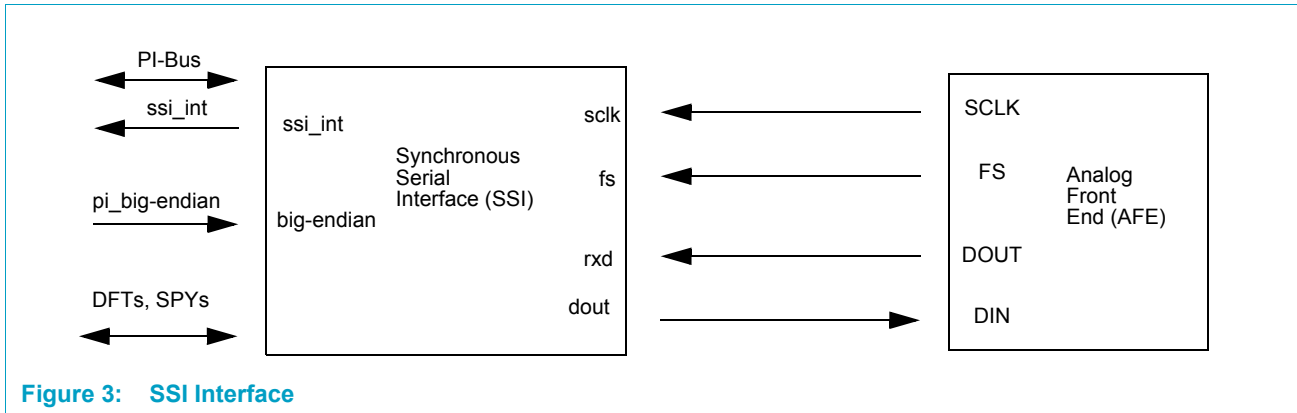 PI-Bus
ssi_int
pi_big-endian
DFTs, SPYs
ssi_int
big-endian
Synchronous
Serial
Interface (SSI)
sclk
fs
rxd
dout
SCLK
FS
DOUT
DIN
Analog
Front
End (AFE)
Figure 3: SSI Interface